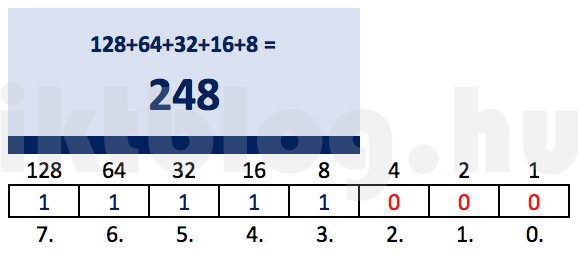 128+64+32+16+8 =
248
128 64 32 16 8 4 2 1
1 1 1 1 1 0 0 0
7. 6. 5. 4. 3. 2. 1. 0.
iktblog.hu